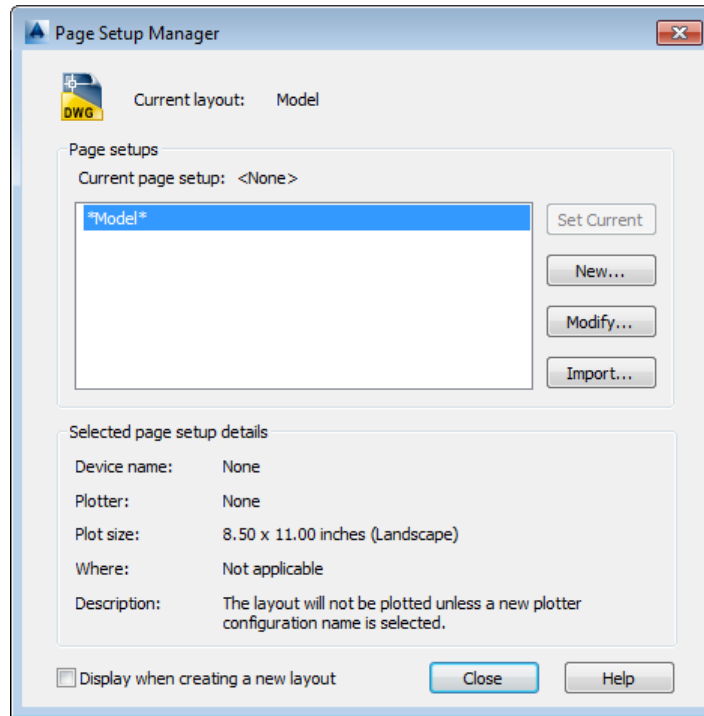 Page Setup Manager
DWG
Current layout: Model
Page setups
Current page setup: <None>
*Model*
Set Current
New...
Modify...
Import...
Selected page setup details
Device name: None
Plotter: None
Plot size: 8.50 x 11.00 inches (Landscape)
Where: Not applicable
Description: The layout will not be plotted unless a new plotter
configuration name is selected.
Display when creating a new layout
Close
Help